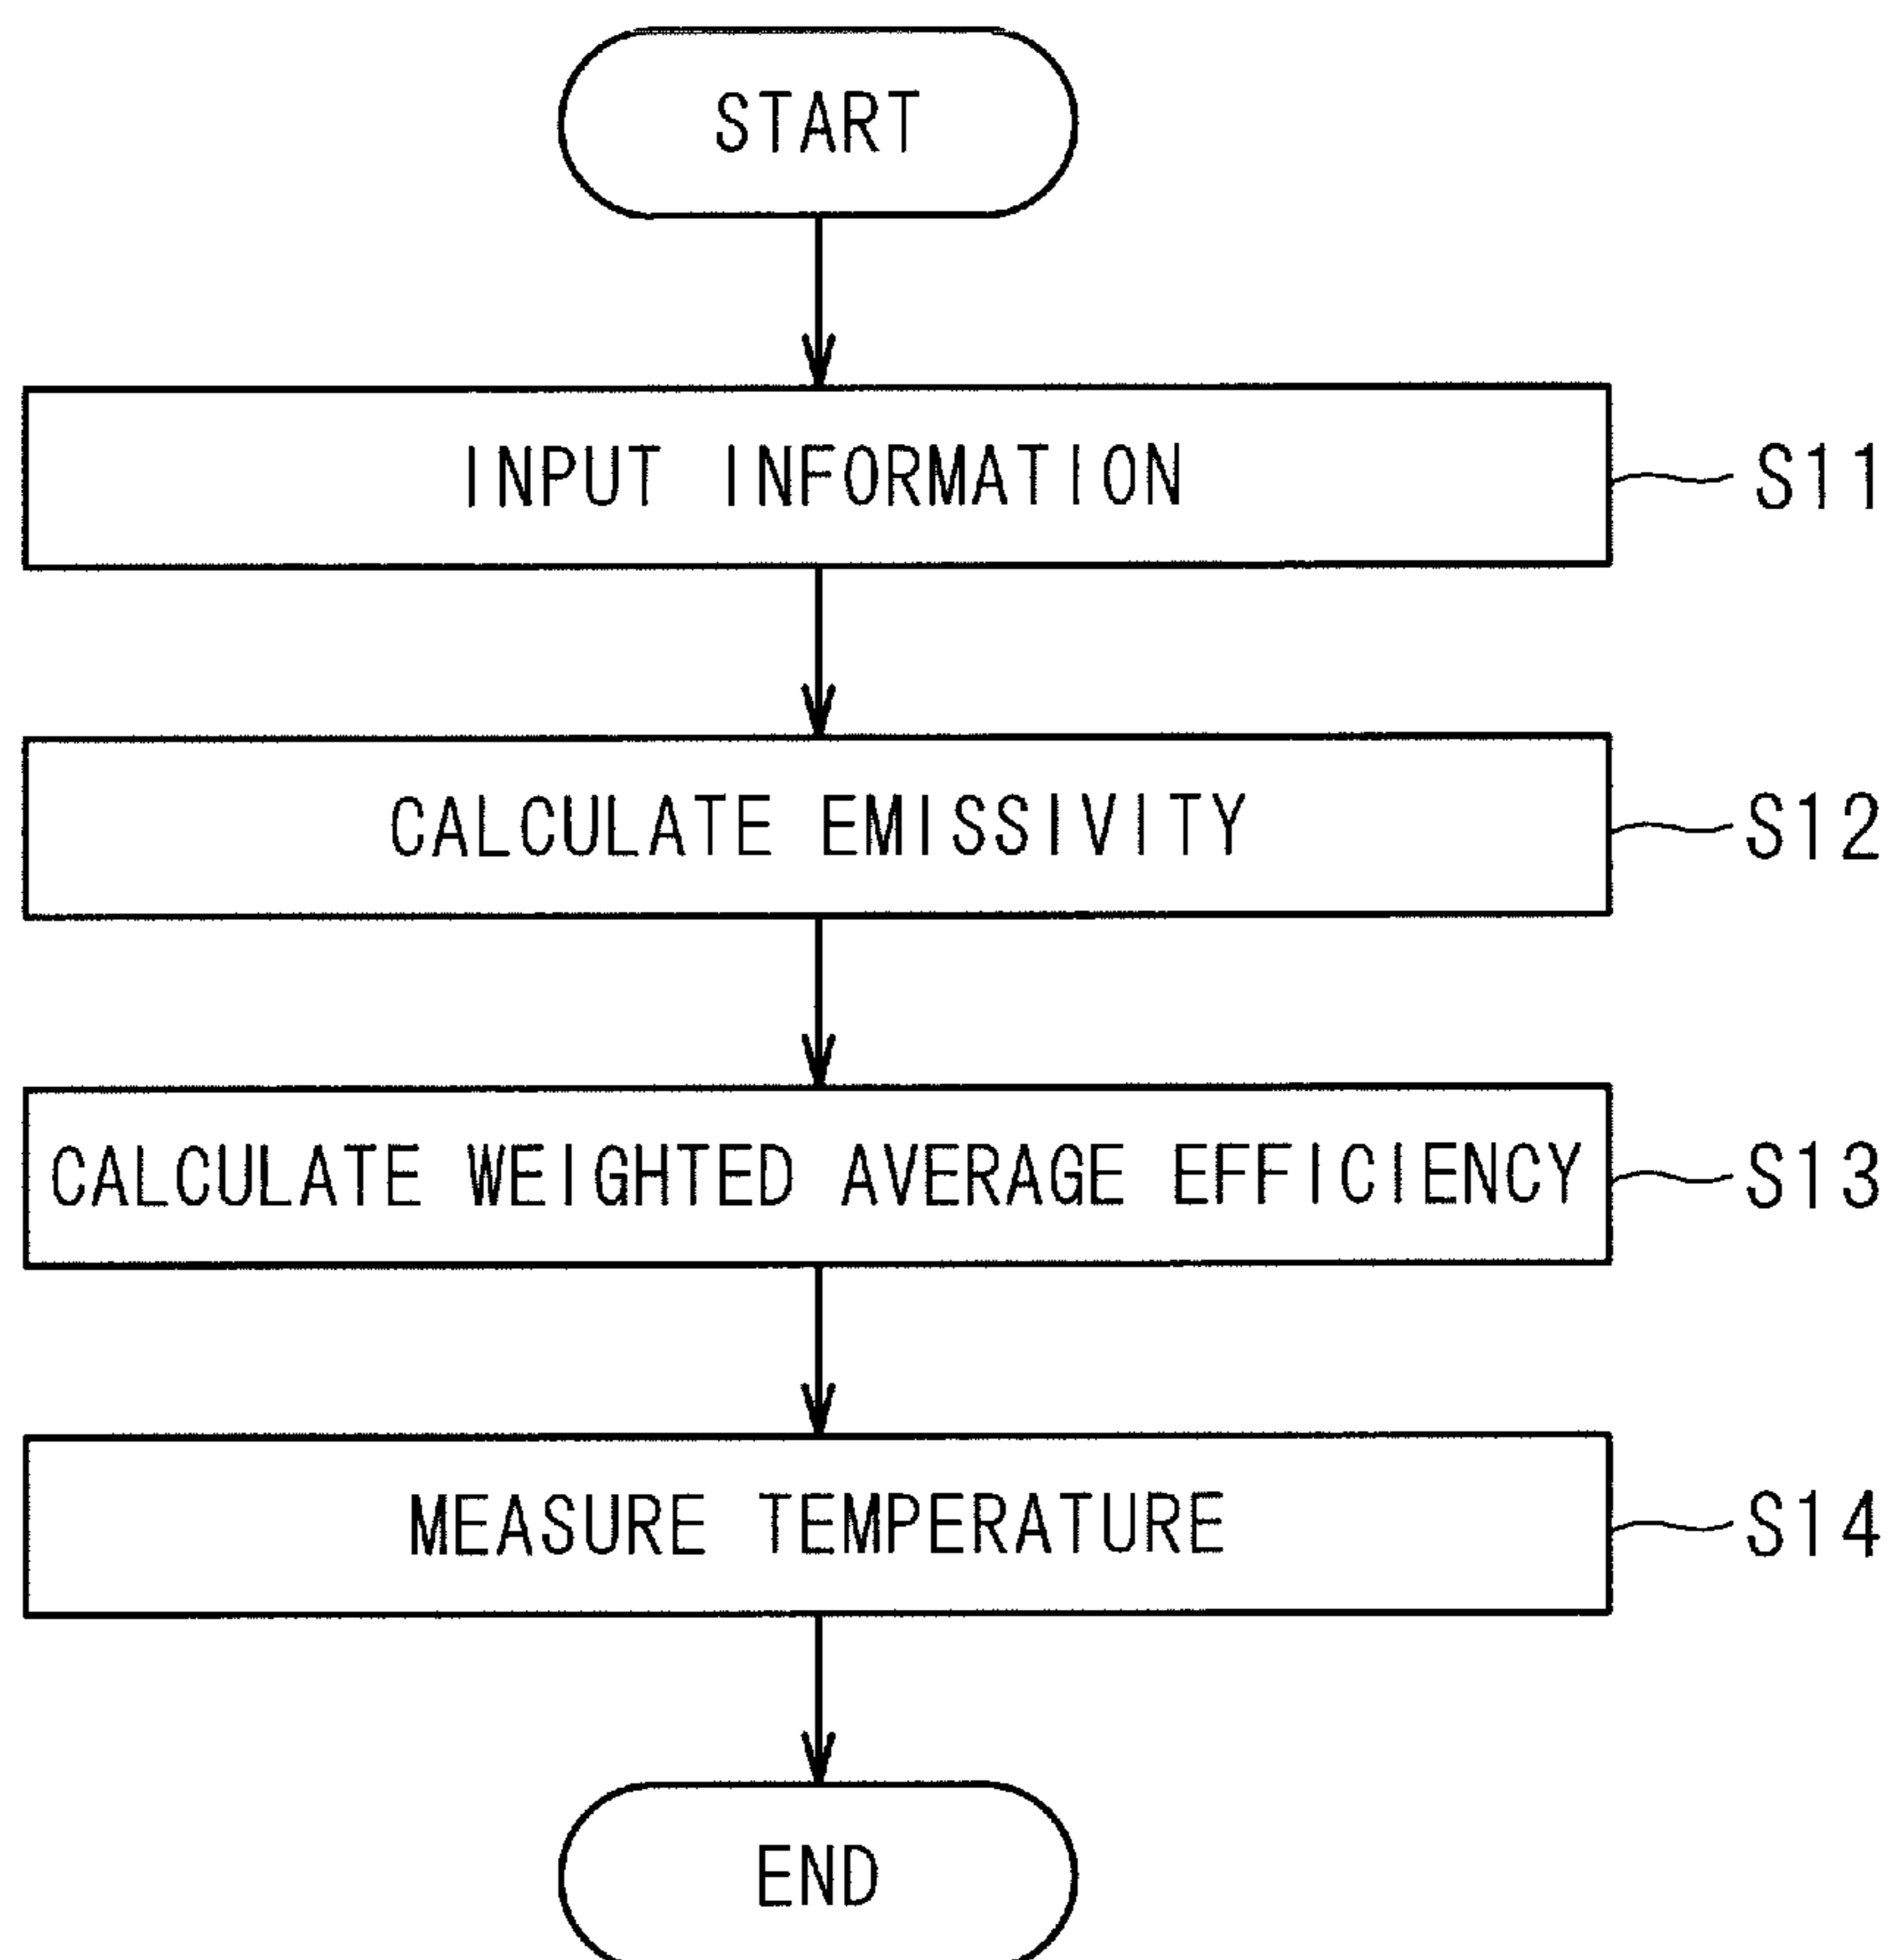 START
INPUT INFORMATION
S11
CALCULATE EMISSIVITY
S12
CALCULATE WEIGHTED AVERAGE EFFICIENCY
S13
MEASURE TEMPERATURE
S14
END